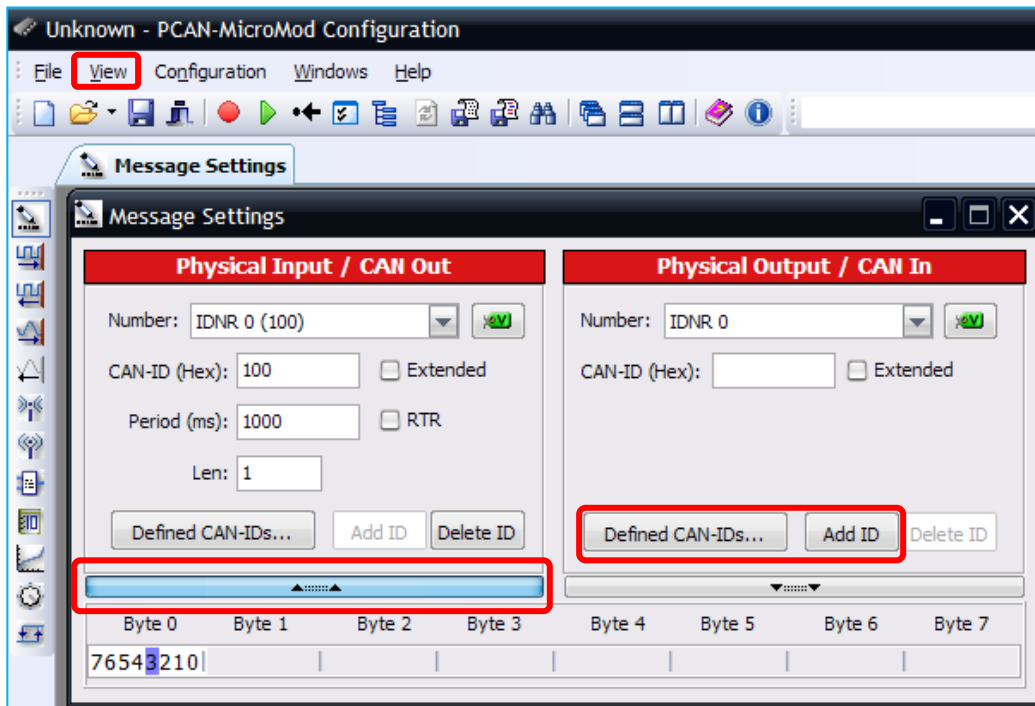 Unknown - PCAN-MicroMod Configuration
File View Configuration Windows Help
Message Settings
Message Settings
Physical Input / CAN Out
Number: IDNR 0 (100)
CAN-ID (Hex): 100 Extended
Period (ms): 1000 RTR
Len: 1
Defined CAN-IDs... Add ID Delete ID
Physical Output / CAN In
Number: IDNR 0
CAN-ID (Hex): Extended
Defined CAN-IDs... Add ID Delete ID
Byte 0 Byte 1 Byte 2 Byte 3 Byte 4 Byte 5 Byte 6 Byte 7
76543210